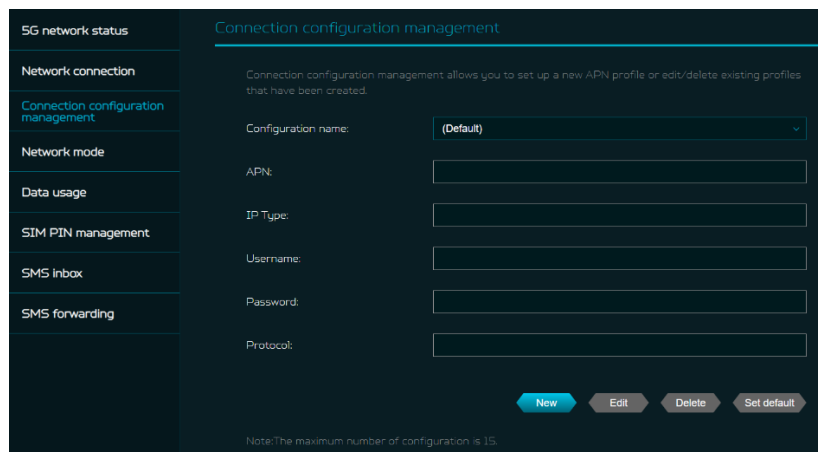 5G network status
Network connection
Connection configuration
management
Network mode
Data usage
SIM PIN management
SMS inbox
SMS forwarding
Connection configuration management
Connection configuration management allows you to set up a new APN profile or edit/delete existing profiles
that have been created.
Configuration name:
(Default)
APN:
IP Type:
Username:
Password:
Protocol:
New
Edit
Delete
Set default
Note:The maximum number of configuration is 15.